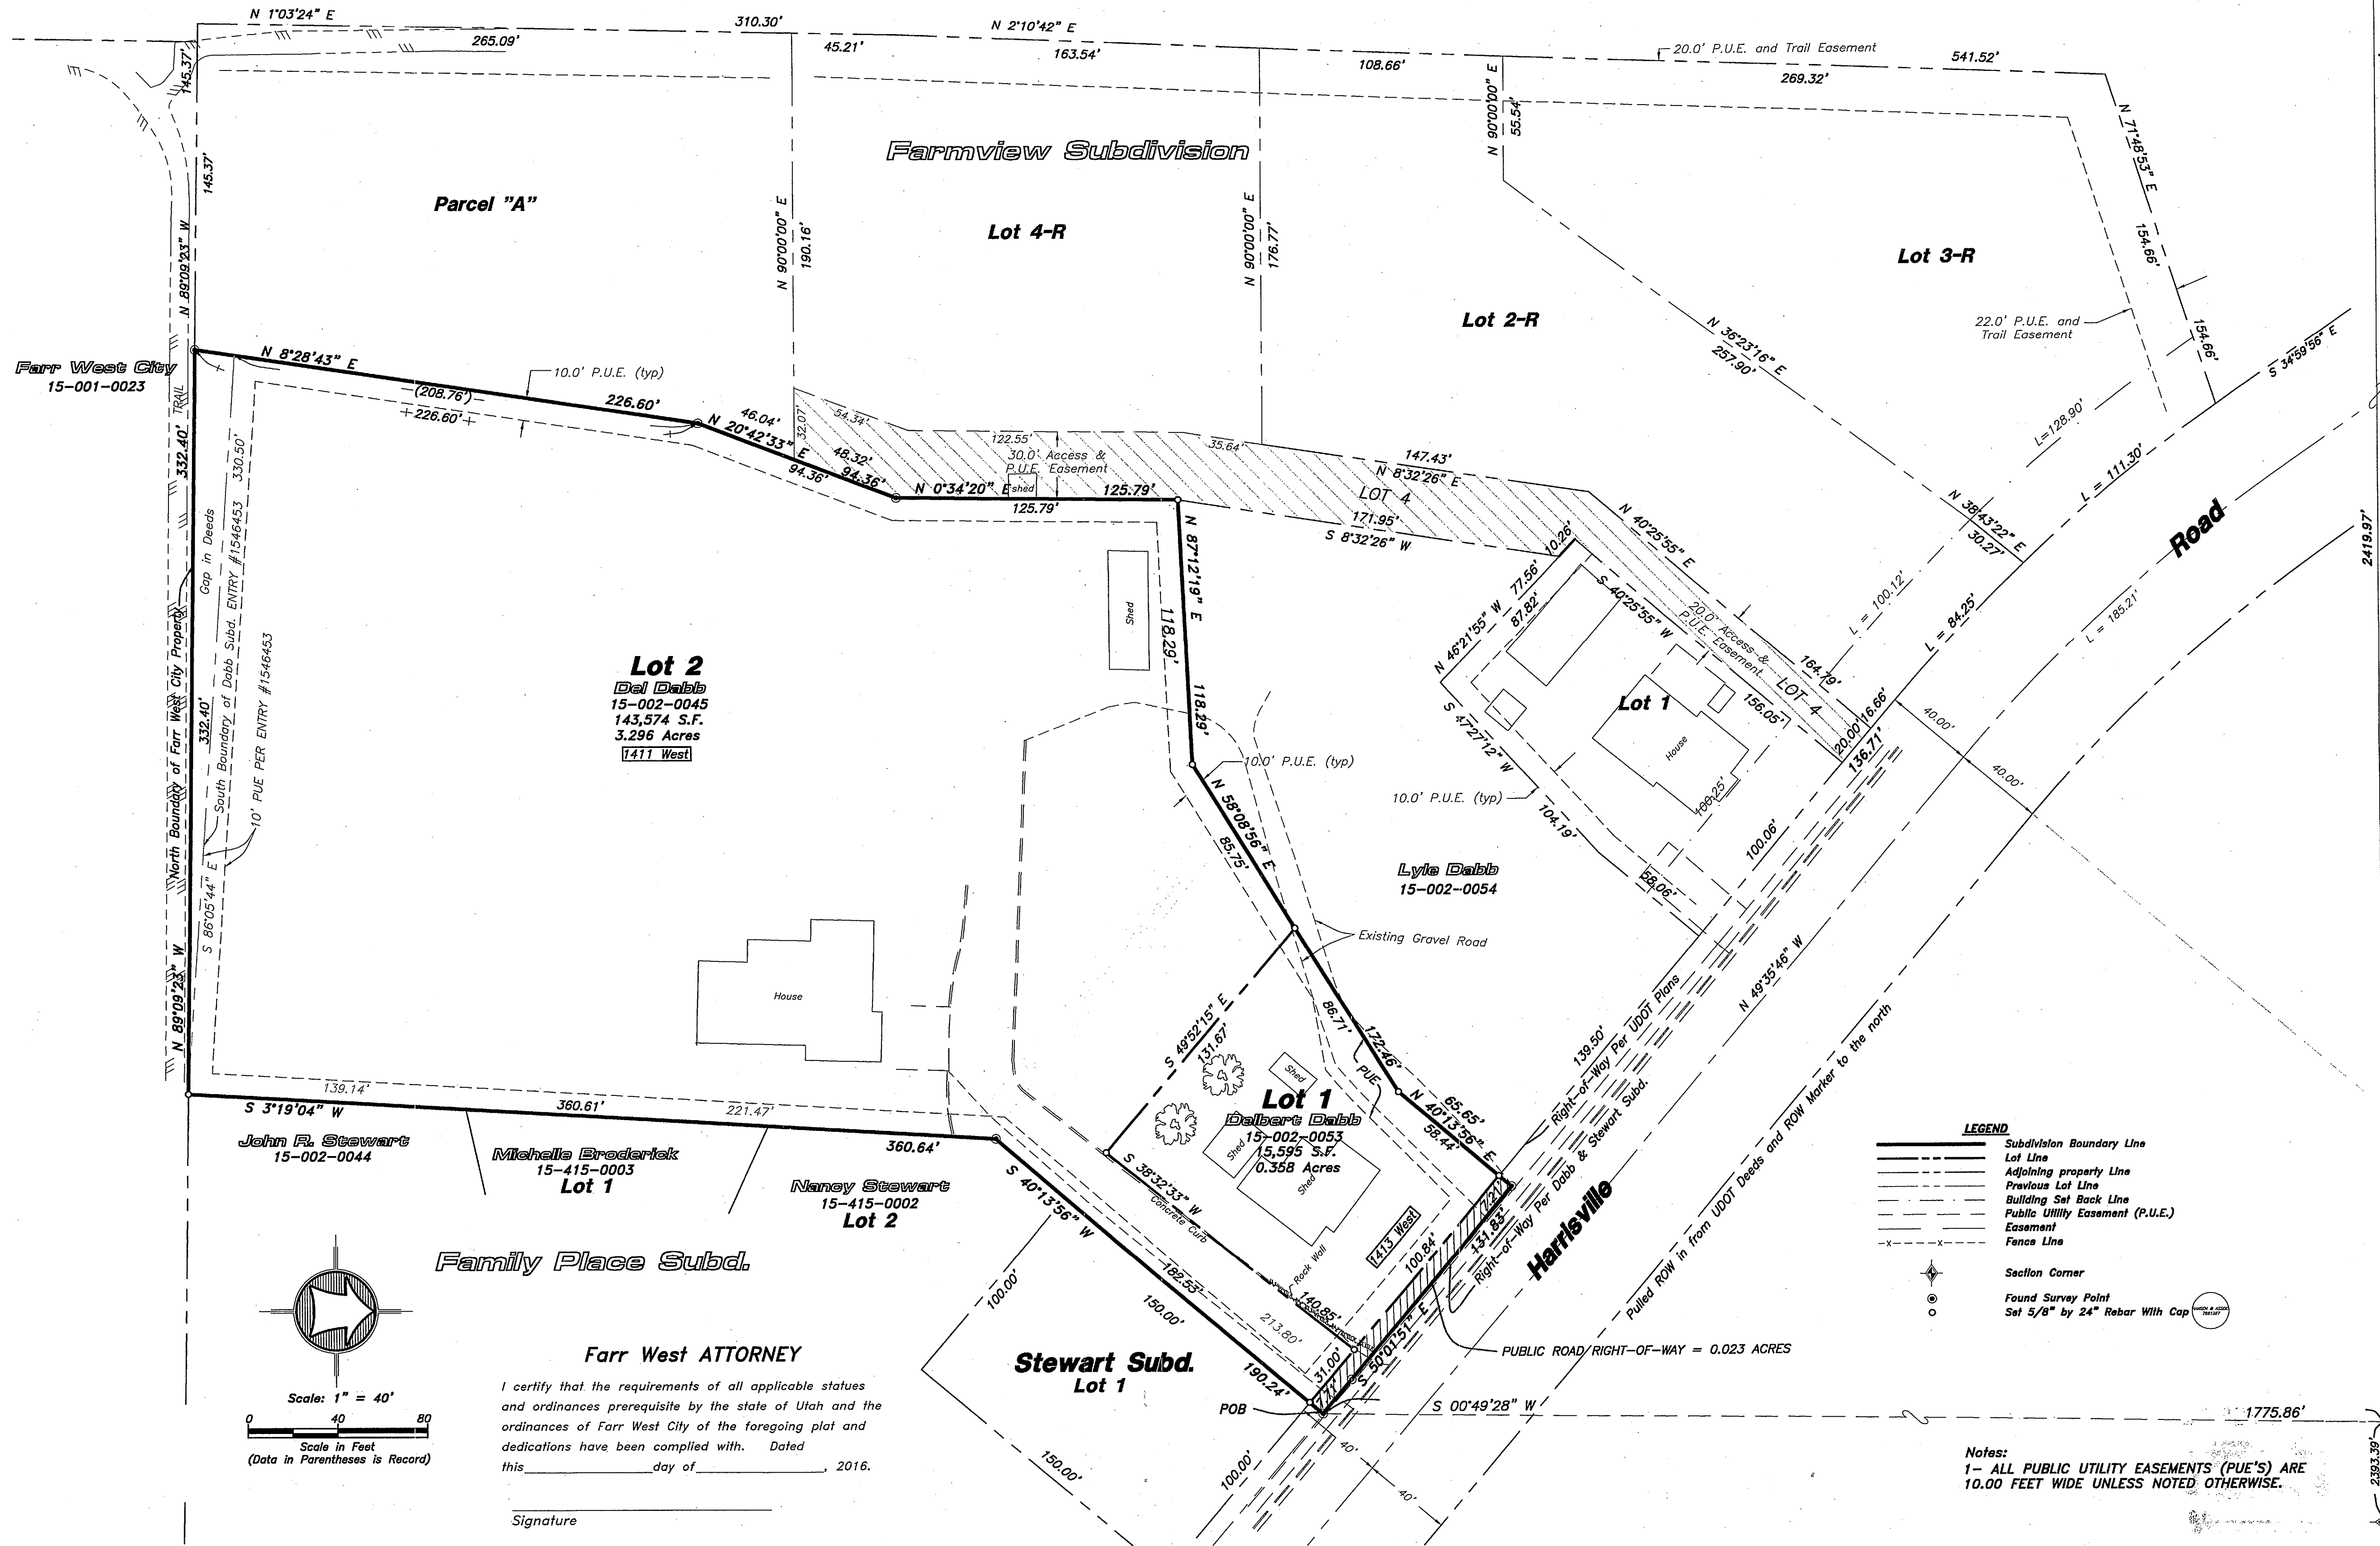 N 1°03'24" E
310.30'
N 2°10'42" E
265.09'
45.21'
163.54'
108.66'
20.0' P.U.E. and Trail Easement
541.52'
269.32'
145.37'
145.37'
N 89°09'23" W
N 90°00'00" E
55.54'
N 71°48'53" E
154.66'
154.66'
Farmview Subdivision
Parcel "A"
N 90°00'00" E
190.16'
Lot 4-R
N 90°00'00" E
176.77'
Lot 3-R
Lot 2-R
22.0' P.U.E. and
Trail Easement
N 36°23'16" E
257.90'
S 34°59'56" E
Farr West City
15-001-0023
TRAIL
N 8°28'43" E
(208.76')
226.60'
226.60'
10.0' P.U.E. (typ)
46.04'
N 20°42'33" E
32.07'
54.34'
48.32'
94.36'
94.36'
122.55'
30.0' Access &
P.U.E. Easement
35.64'
147.43'
N 8°32'26" E
LOT 4
171.95'
S 8°32'26" W
N 0°34'20" E
shed
125.79'
125.79'
L=128.90'
L = 111.30'
N 38°43'22" E
30.27'
Road
2419.97'
332.40'
Gap in Deeds
330.50'
South Boundary of Dabb Subd. ENTRY #1546453
10' PUE PER ENTRY #1546453
North Boundary of Farr West City Property
332.40'
S 86°05'44" E
N 89°09'23" W
N 87°12'19" E
118.29'
118.29'
Shed
N 40°25'55" E
10.26'
77.56'
N 46°21'55" W
87.82'
S 40°25'55" W
20.0' Access &
P.U.E. Easement
164.79'
LOT 4
156.05'
L = 100.12'
L = 84.25'
L = 185.21'
Lot 2
Del Dabb
15-002-0045
143,574 S.F.
3.296 Acres
1411 West
Lot 1
House
S 47°27'12" W
104.19'
100.25'
20.00'
16.66'
136.71'
40.00'
40.00'
10.0' P.U.E. (typ)
10.0' P.U.E. (typ)
100.06'
58.06'
N 58°08'56" E
85.75'
Lyle Dabb
15-002-0054
Existing Gravel Road
House
S 49°52'15" E
131.67'
86.71'
172.46'
PUE
139.50'
Right-of-Way Per UDOT Plans
N 49°35'46" W
Right-of-Way Per Dabb & Stewart Subd.
Pulled ROW in from UDOT Deeds and ROW Marker to the north
Harrisville
Shed
Lot 1
Delbert Dabb
15-002-0053
15,595 S.F.
0.358 Acres
Shed
Shed
65.65'
N 40°13'56" E
58.44'
7.21'
131.83'
1413 West
100.84'
S 50°01'51" E
139.14'
S 3°19'04" W
360.61'
221.47'
360.64'
John R. Stewart
15-002-0044
Michelle Broderick
15-415-0003
Lot 1
Nancy Stewart
15-415-0002
Lot 2
Family Place Subd.
S 38°32'33" W
Concrete Curb
Rock Wall
140.85'
S 40°13'56" W
182.53'
213.80'
150.00'
190.24'
100.00'
31.00'
7.71'
POB
Stewart Subd.
Lot 1
150.00'
100.00'
40'
40'
PUBLIC ROAD/RIGHT-OF-WAY = 0.023 ACRES
S 00°49'28" W
1775.86'
2393.39'
LEGEND
Subdivision Boundary Line
Lot Line
Adjoining property Line
Previous Lot Line
Building Set Back Line
Public Utility Easement (P.U.E.)
Easement
Fence Line
Section Corner
Found Survey Point
Set 5/8" by 24" Rebar With Cap
Scale: 1" = 40'
0 40 80
Scale in Feet
(Data in Parentheses is Record)
Farr West ATTORNEY
I certify that the requirements of all applicable statues
and ordinances prerequisite by the state of Utah and the
ordinances of Farr West City of the foregoing plat and
dedications have been complied with. Dated
this day of , 2016.
Signature
Notes:
1- ALL PUBLIC UTILITY EASEMENTS (PUE'S) ARE
10.00 FEET WIDE UNLESS NOTED OTHERWISE.